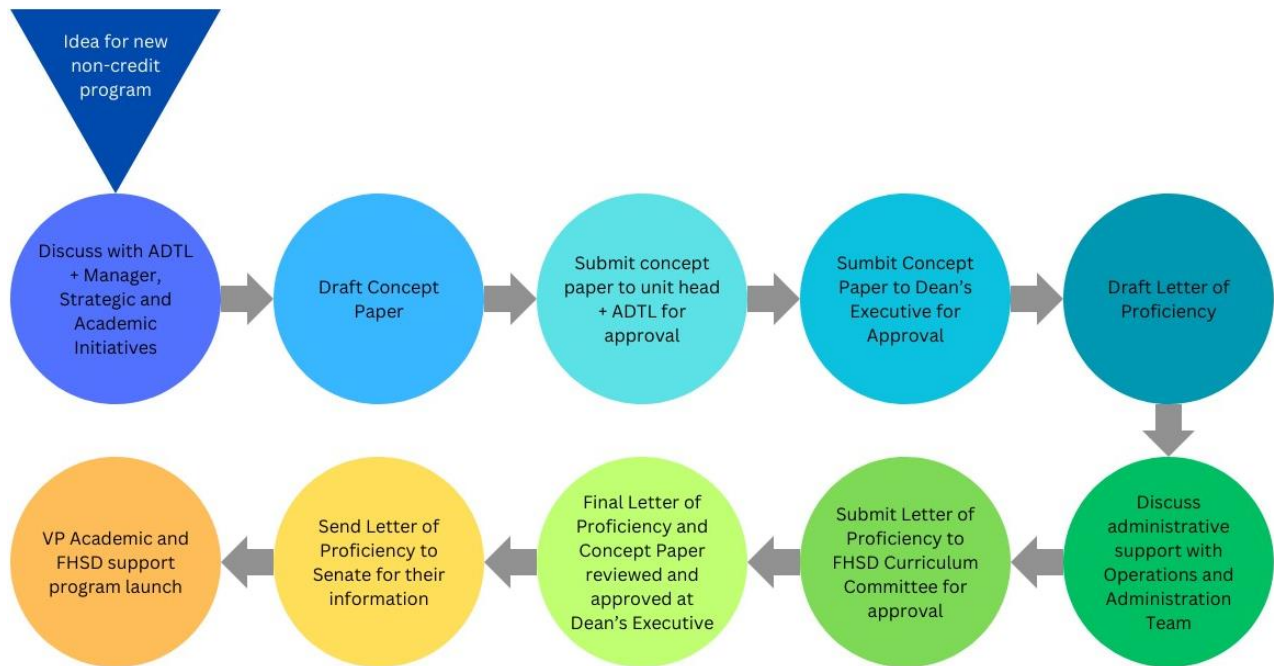 Idea for new
non-credit
program
Discuss with ADTL
+ Manager,
Strategic and
Academic
Initiatives
Draft Concept
Paper
Submit concept
paper to unit head
+ ADTL for
approval
Sumbit Concept
Paper to Dean’s
Executive for
Approval
Draft Letter of
Proficiency
Discuss
administrative
support with
Operations and
Administration
Team
Submit Letter of
Proficiency to
FHSD Curriculum
Committee for
approval
Final Letter of
Proficiency and
Concept Paper
reviewed and
approved at
Dean’s Executive
Send Letter of
Proficiency to
Senate for their
information
VP Academic and
FHSD support
program launch